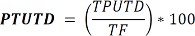 PTUTD = (TPUTD / TF) * 100